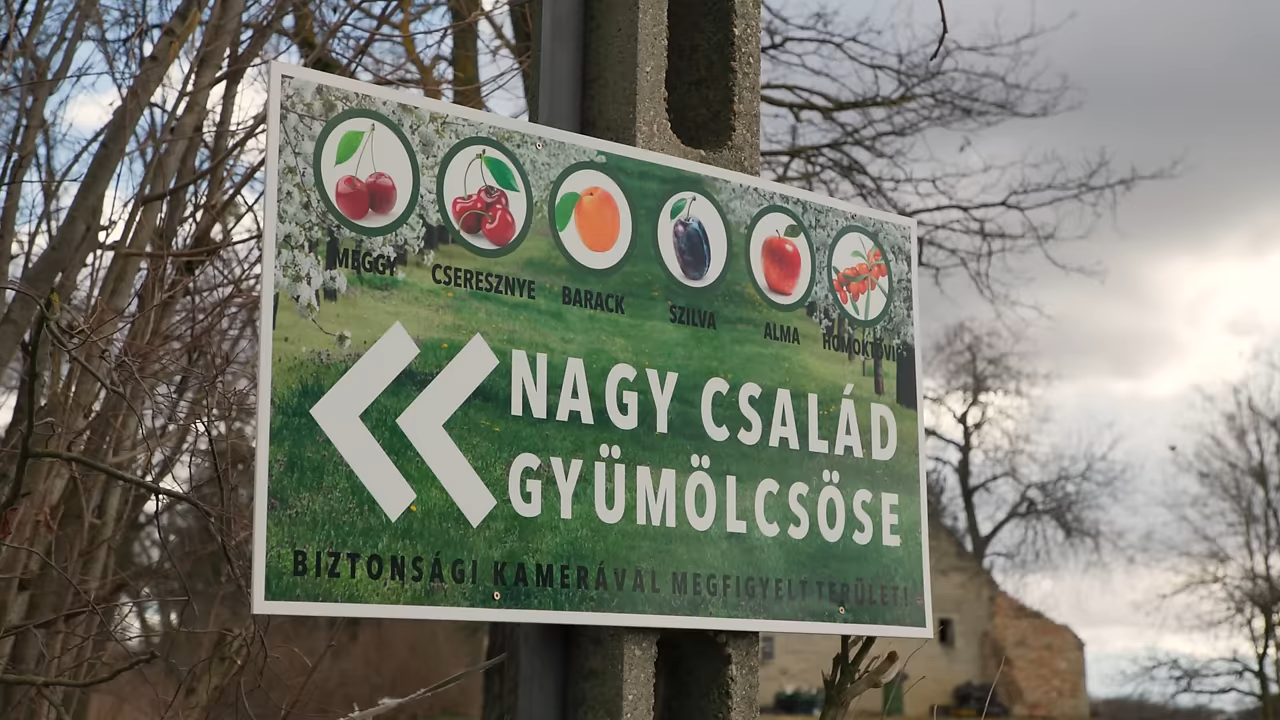 MEGGY CSERESZNYE BARACK SZILVA ALMA HOMOKTÖVIS
NAGY CSALÁD
GYÜMÖLCSÖSE
BIZTONSÁGI KAMERÁVAL MEGFIGYELT TERÜLET!